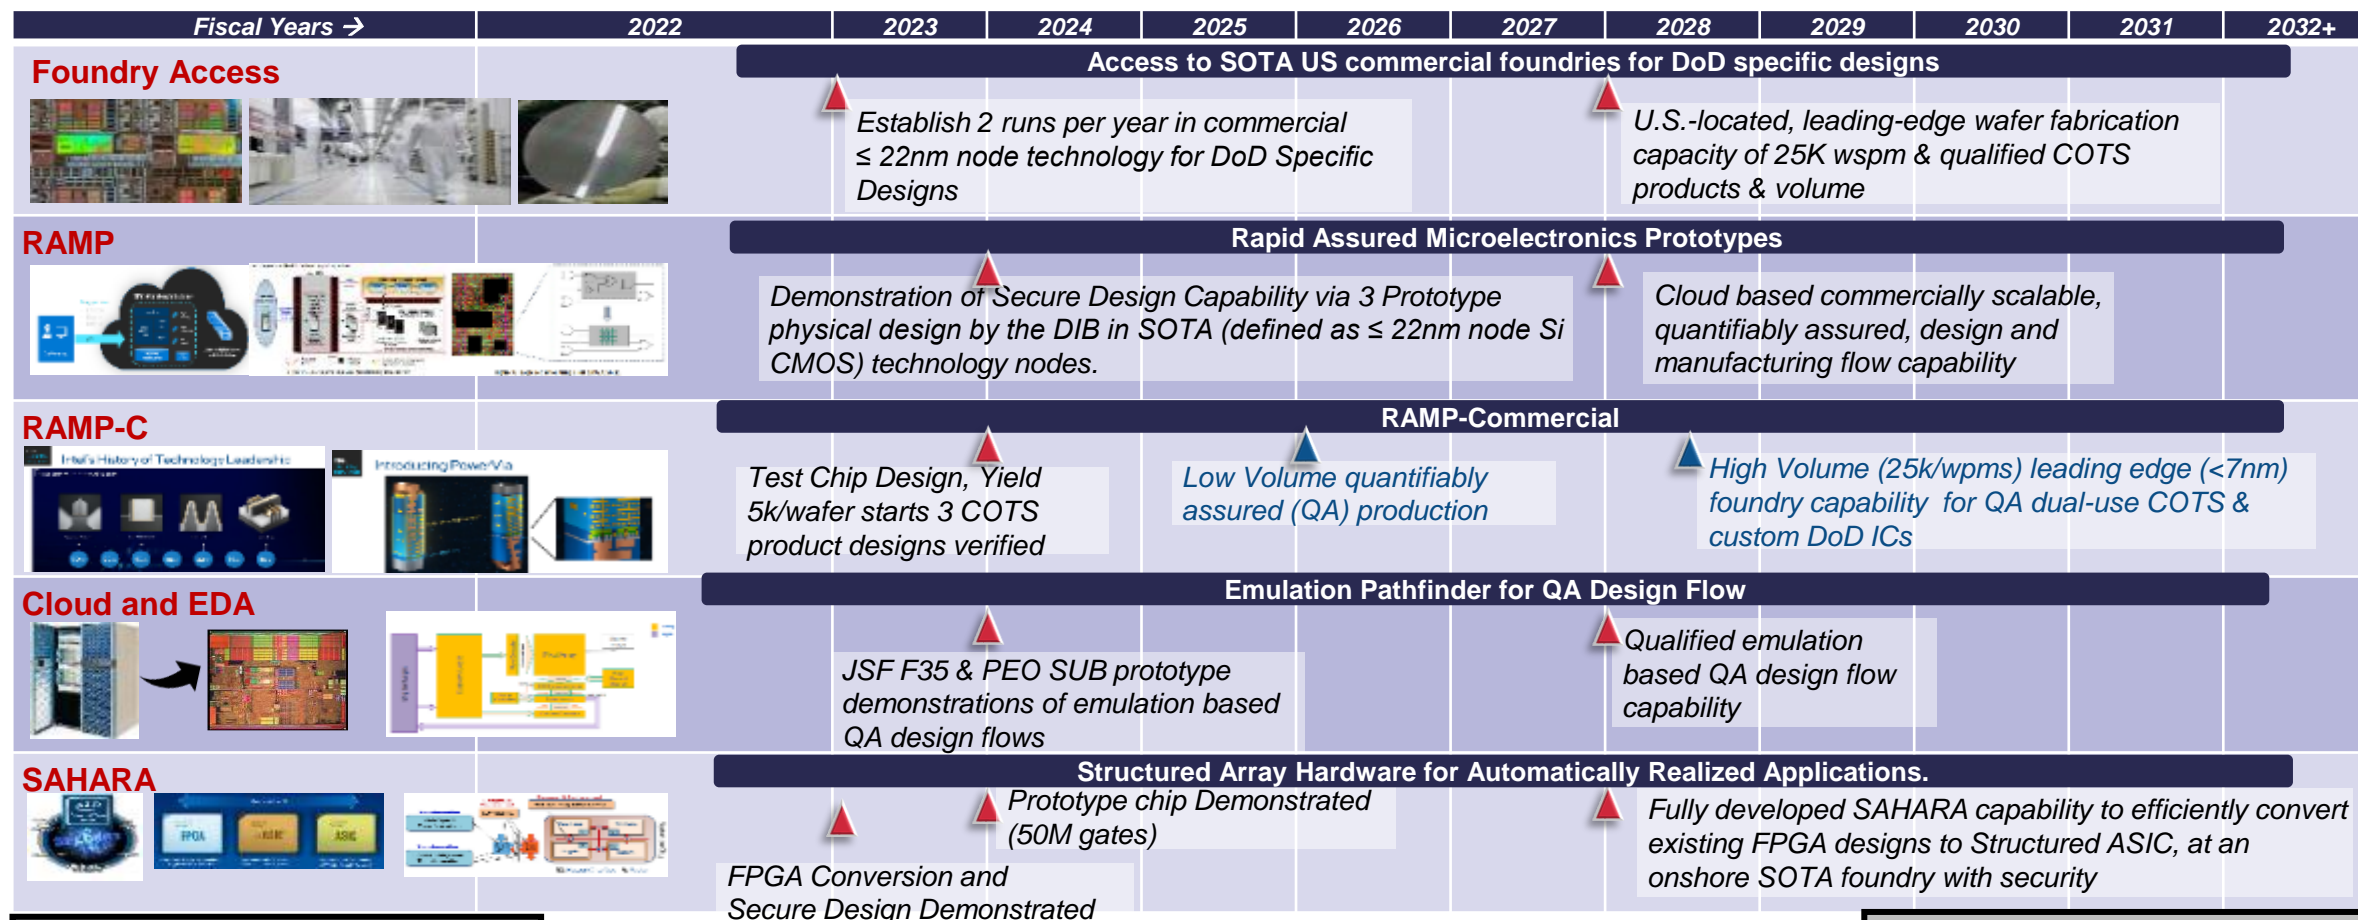 Fiscal Years → 2022 2023 2024 2025 2026 2027 2028 2029 2030 2031 2032+
Foundry Access
Access to SOTA US commercial foundries for DoD specific designs
Establish 2 runs per year in commercial
≤ 22nm node technology for DoD Specific
Designs
U.S.-located, leading-edge wafer fabrication
capacity of 25K wspm & qualified COTS
products & volume
RAMP
Rapid Assured Microelectronics Prototypes
Demonstration of Secure Design Capability via 3 Prototype
physical design by the DIB in SOTA (defined as ≤ 22nm node Si
CMOS) technology nodes.
Cloud based commercially scalable,
quantifiably assured, design and
manufacturing flow capability
RAMP-C
RAMP-Commercial
Intel's History of Technology Leadership
Introducing PowerVia
Test Chip Design, Yield
5k/wafer starts 3 COTS
product designs verified
Low Volume quantifiably
assured (QA) production
High Volume (25k/wpms) leading edge (<7nm)
foundry capability for QA dual-use COTS &
custom DoD ICs
Cloud and EDA
Emulation Pathfinder for QA Design Flow
JSF F35 & PEO SUB prototype
demonstrations of emulation based
QA design flows
Qualified emulation
based QA design flow
capability
SAHARA
Structured Array Hardware for Automatically Realized Applications.
FPGA
ASIC
ASIC
FPGA Conversion and
Secure Design Demonstrated
Prototype chip Demonstrated
(50M gates)
Fully developed SAHARA capability to efficiently convert
existing FPGA designs to Structured ASIC, at an
onshore SOTA foundry with security